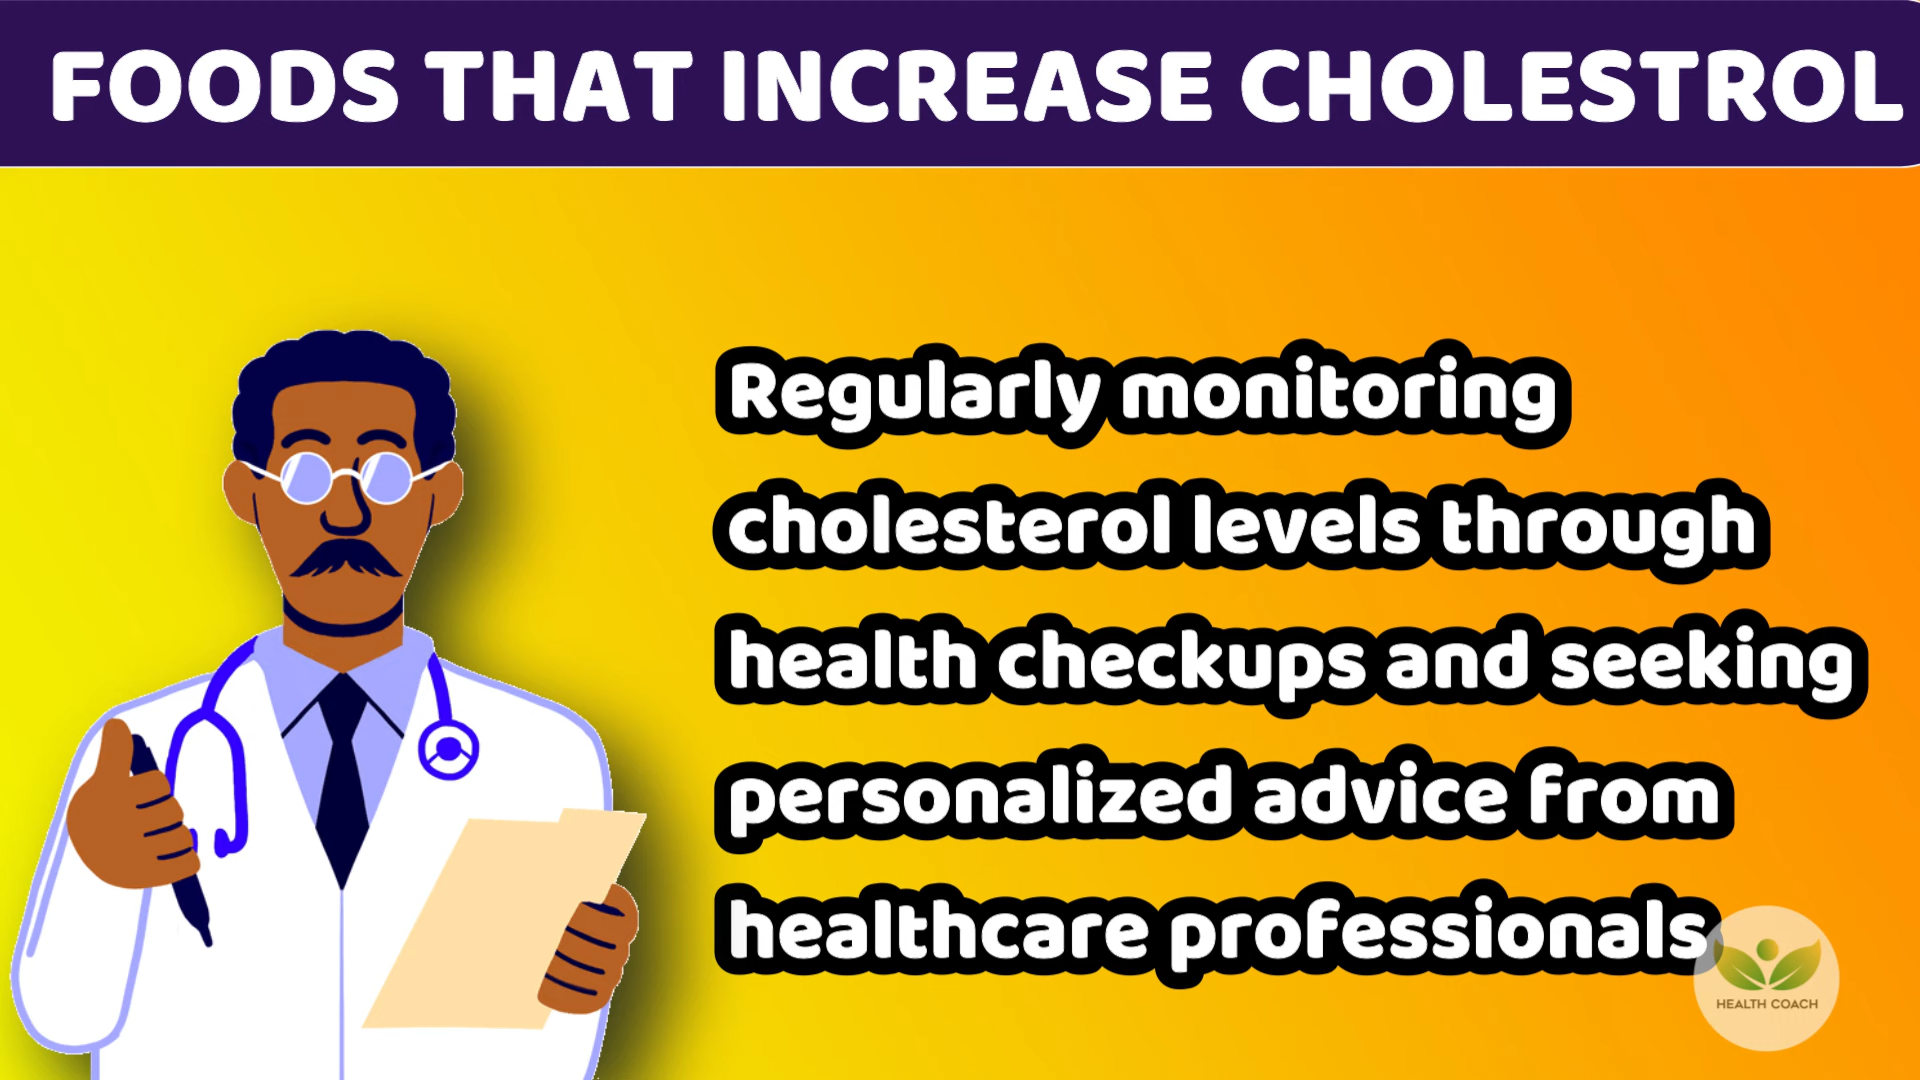 FOODS THAT INCREASE CHOLESTROL
Regularly monitoring
cholesterol levels through
health checkups and seeking
personalized advice from
healthcare professionals
HEALTH COACH